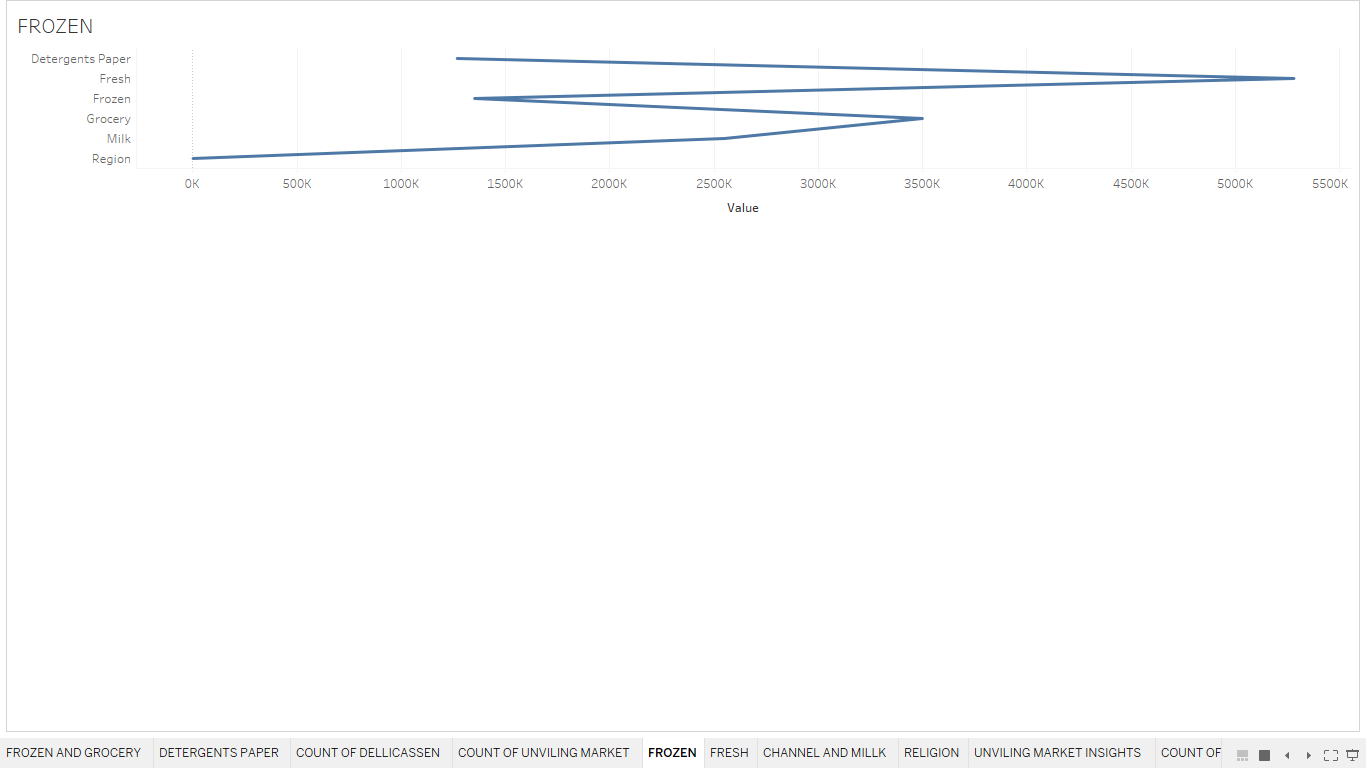 FROZEN
Detergents Paper
Fresh
Frozen
Grocery
Milk
Region
0K 500K 1000K 1500K 2000K 2500K 3000K 3500K 4000K 4500K 5000K 5500K
Value
FROZEN AND GROCERY DETERGENTS PAPER COUNT OF DELLICASSEN COUNT OF UNVILING MARKET FROZEN FRESH CHANNEL AND MILLK RELIGION UNVILING MARKET INSIGHTS COUNT OF